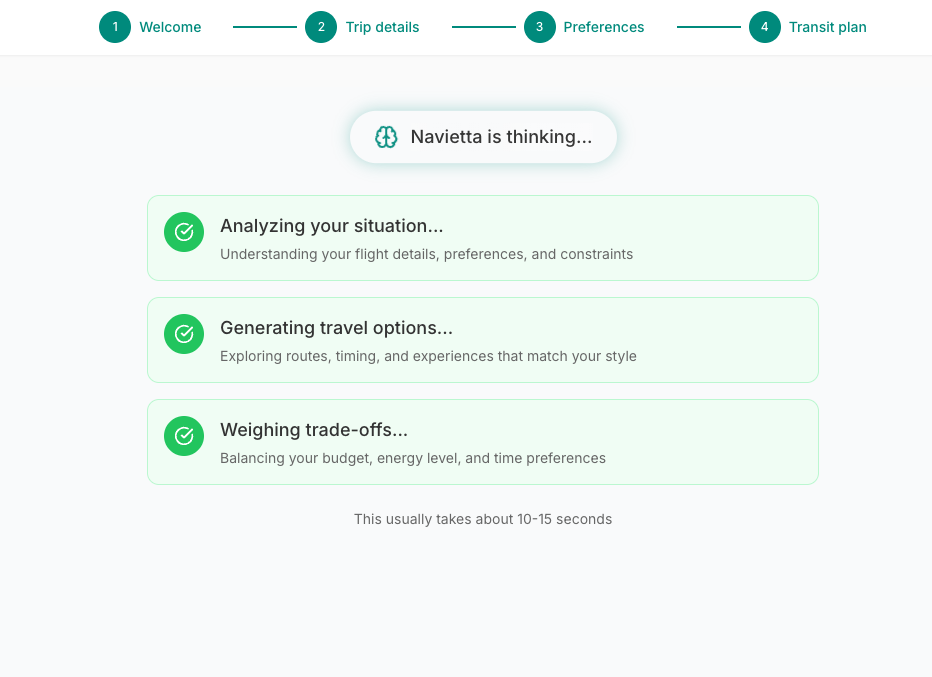 1 Welcome 2 Trip details 3 Preferences 4 Transit plan
Navietta is thinking...
Analyzing your situation...
Understanding your flight details, preferences, and constraints
Generating travel options...
Exploring routes, timing, and experiences that match your style
Weighing trade-offs...
Balancing your budget, energy level, and time preferences
This usually takes about 10-15 seconds